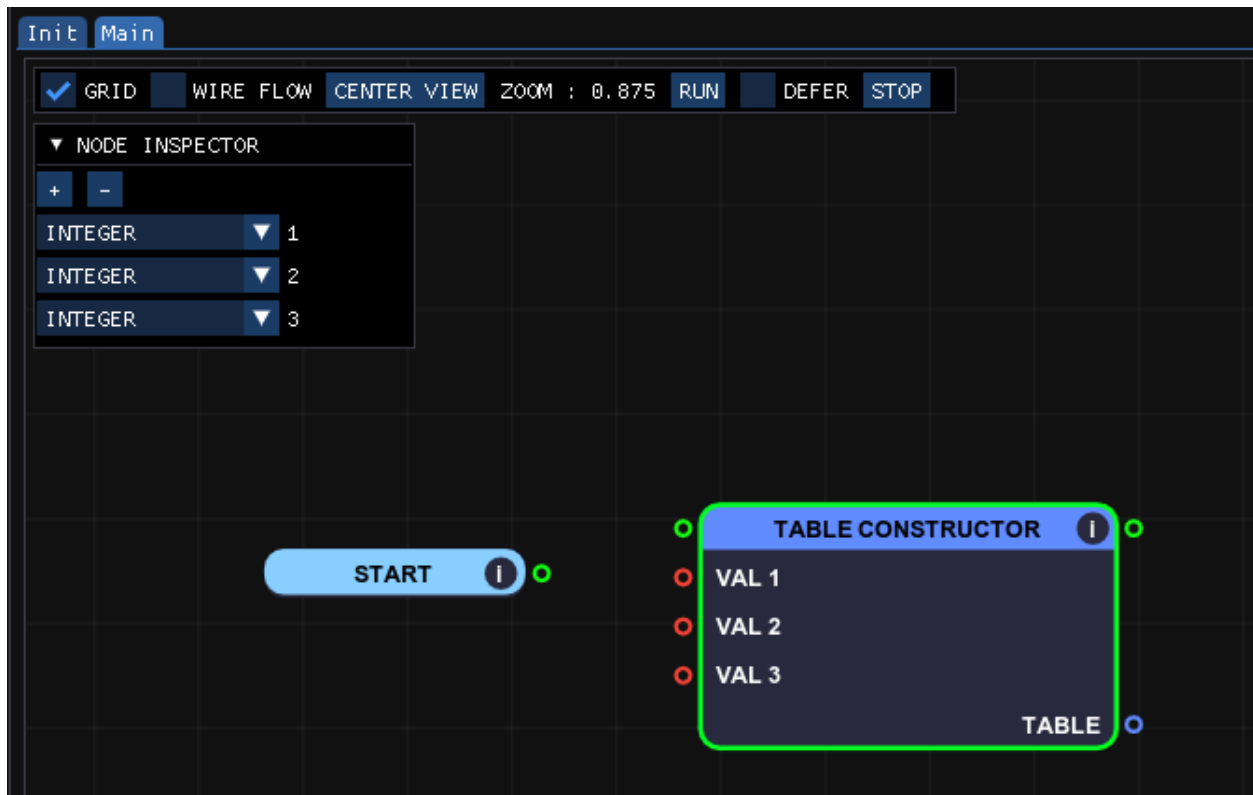 Init Main
GRID WIRE FLOW CENTER VIEW ZOOM : 0.875 RUN DEFER STOP
▼ NODE INSPECTOR
+ -
INTEGER ▼ 1
INTEGER ▼ 2
INTEGER ▼ 3
TABLE CONSTRUCTOR i
START i
VAL 1
VAL 2
VAL 3
TABLE